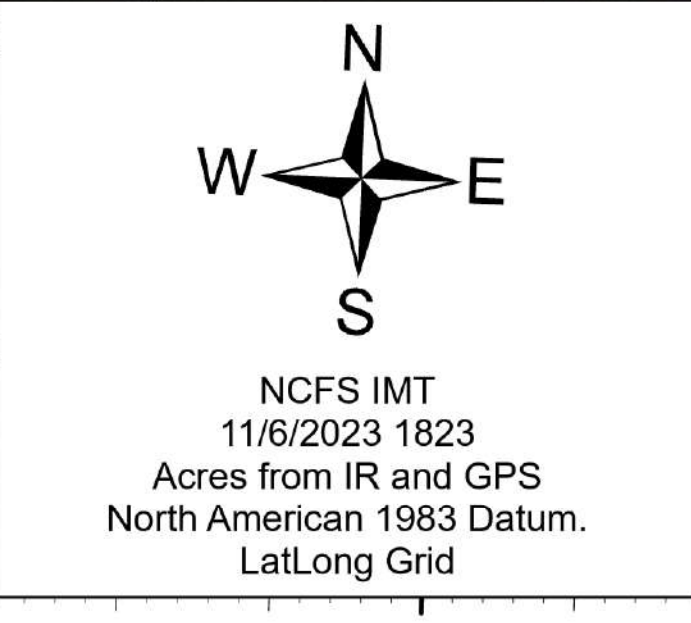 N
W E
S
NCFS IMT
11/6/2023 1823
Acres from IR and GPS
North American 1983 Datum.
LatLong Grid